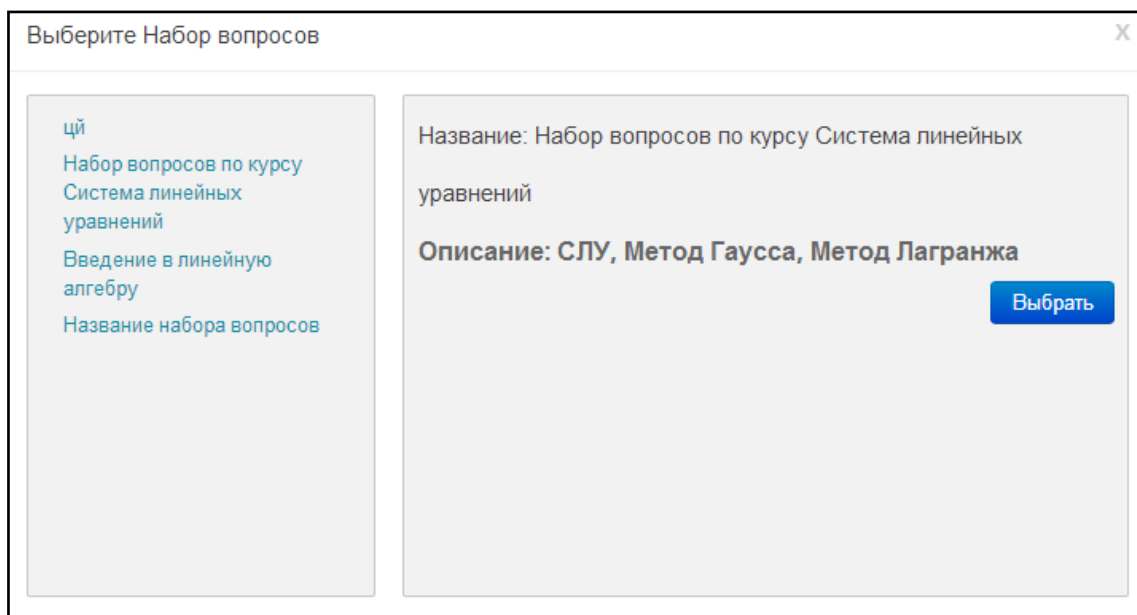 Выберите Набор вопросов
X
цй
Набор вопросов по курсу
Система линейных
уравнений
Введение в линейную
алгебру
Название набора вопросов
Название: Набор вопросов по курсу Система линейных
уравнений
Описание: СЛУ, Метод Гаусса, Метод Лагранжа
Выбрать